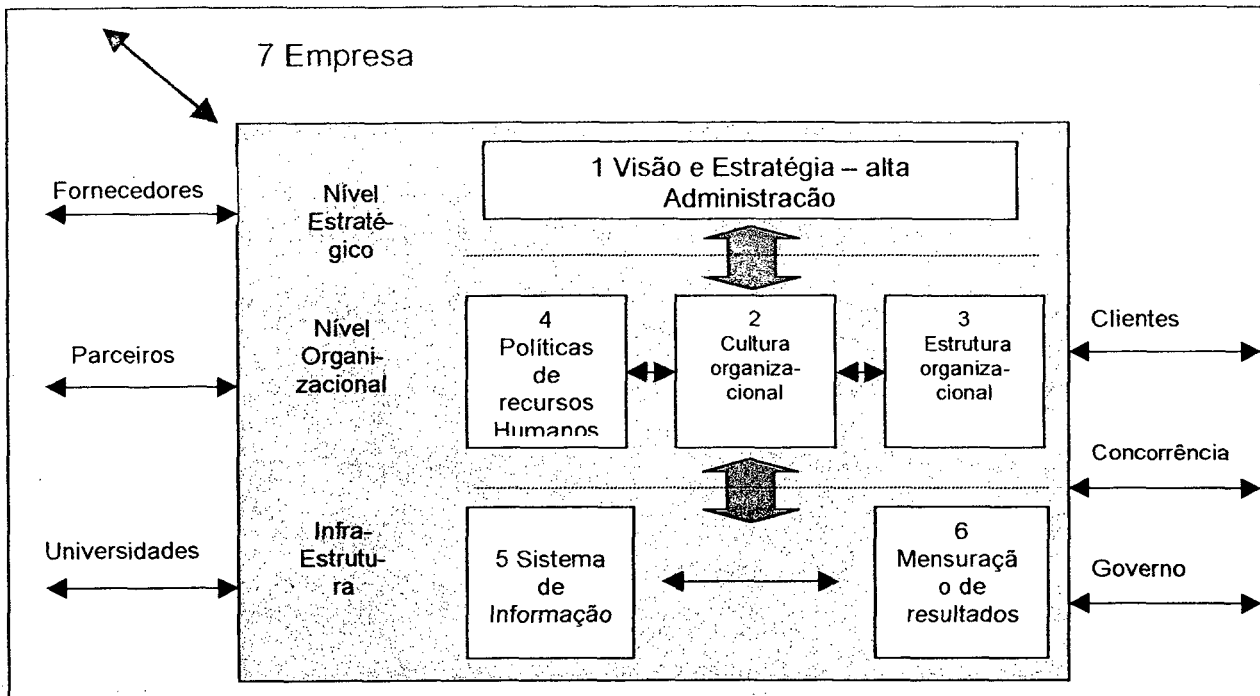 7 Empresa
1 Visão e Estratégia – alta
Administração
Fornecedores
Nível
Estraté-
gico
4
Políticas
de
recursos
Humanos
2
Cultura
organiza-
cional
3
Estrutura
organiza-
cional
Nível
Organi-
zacional
Parceiros
Clientes
Concorrência
Infra-
Estrutu-
ra
Universidades
5 Sistema
de
Informação
6
Mensuraçã
o de
resultados
Governo